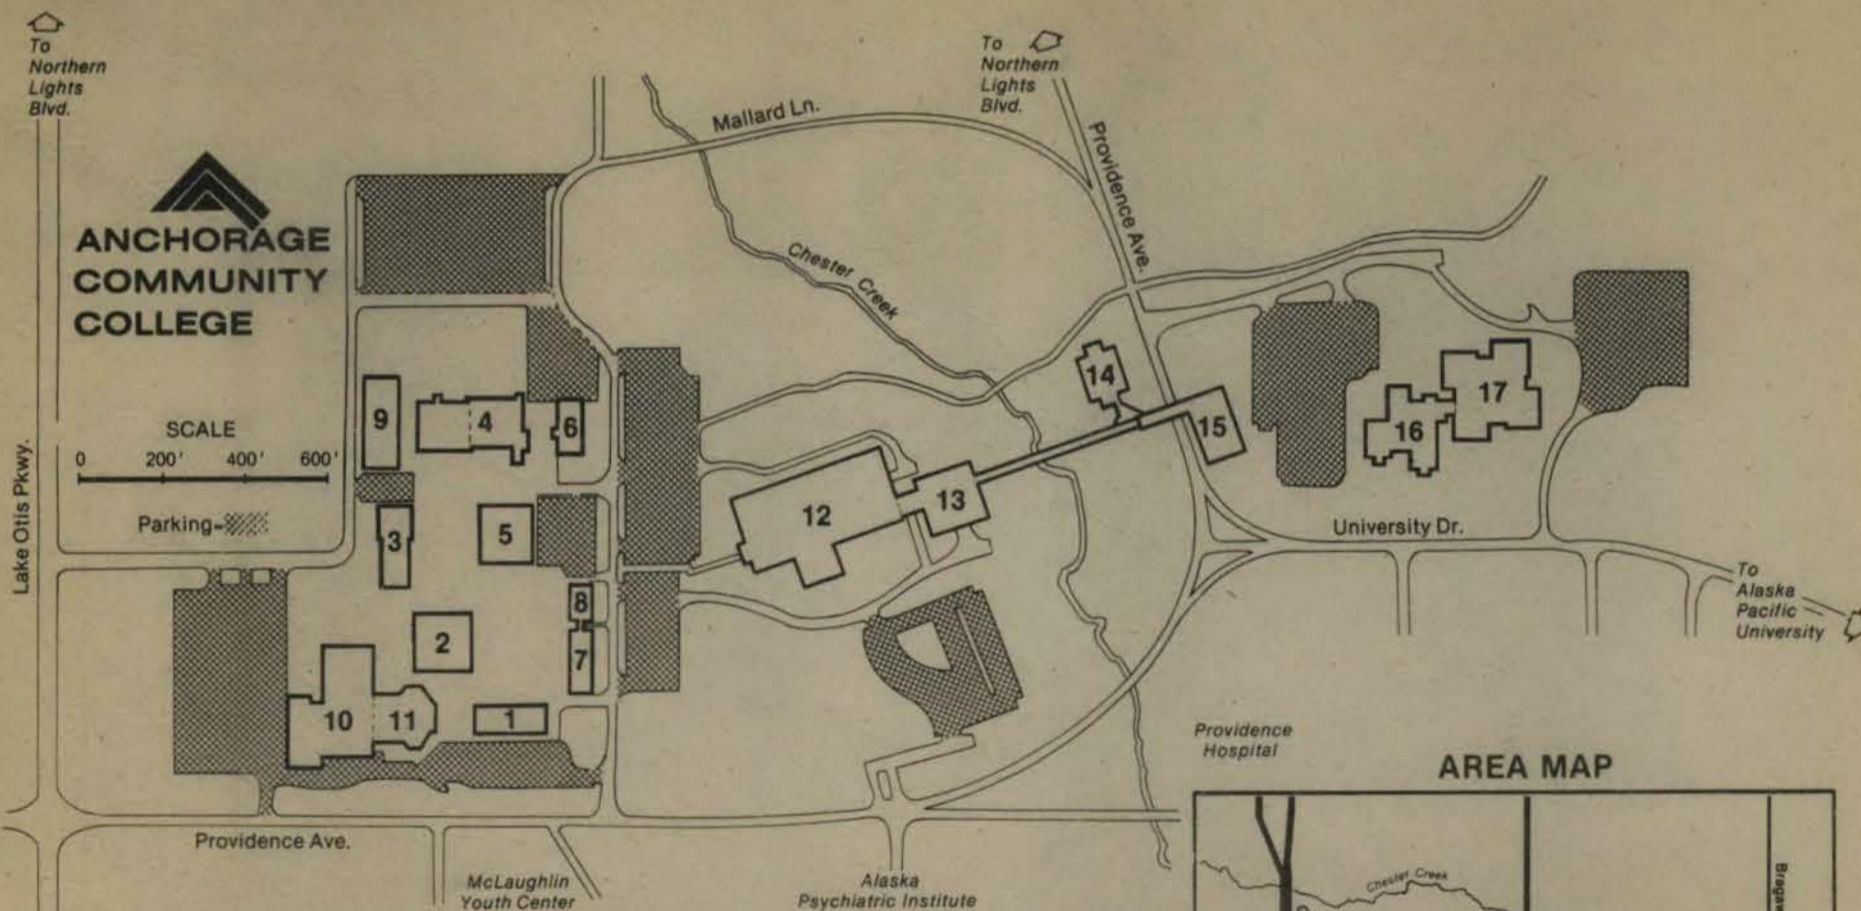 To
Northern
Lights
Blvd.
To
Northern
Lights
Blvd.
Mallard Ln.
Providence Ave.
ANCHORAGE
COMMUNITY
COLLEGE
Chester Creek
SCALE
0 200' 400' 600'
Parking-
Lake Otis Pkwy.
9
4
6
3
5
8
2
7
10
11
1
12
13
14
15
16
17
University Dr.
To
Alaska
Pacific
University
Providence
Hospital
Providence Ave.
McLaughlin
Youth Center
Alaska
Psychiatric Institute
AREA MAP
Chester Creek